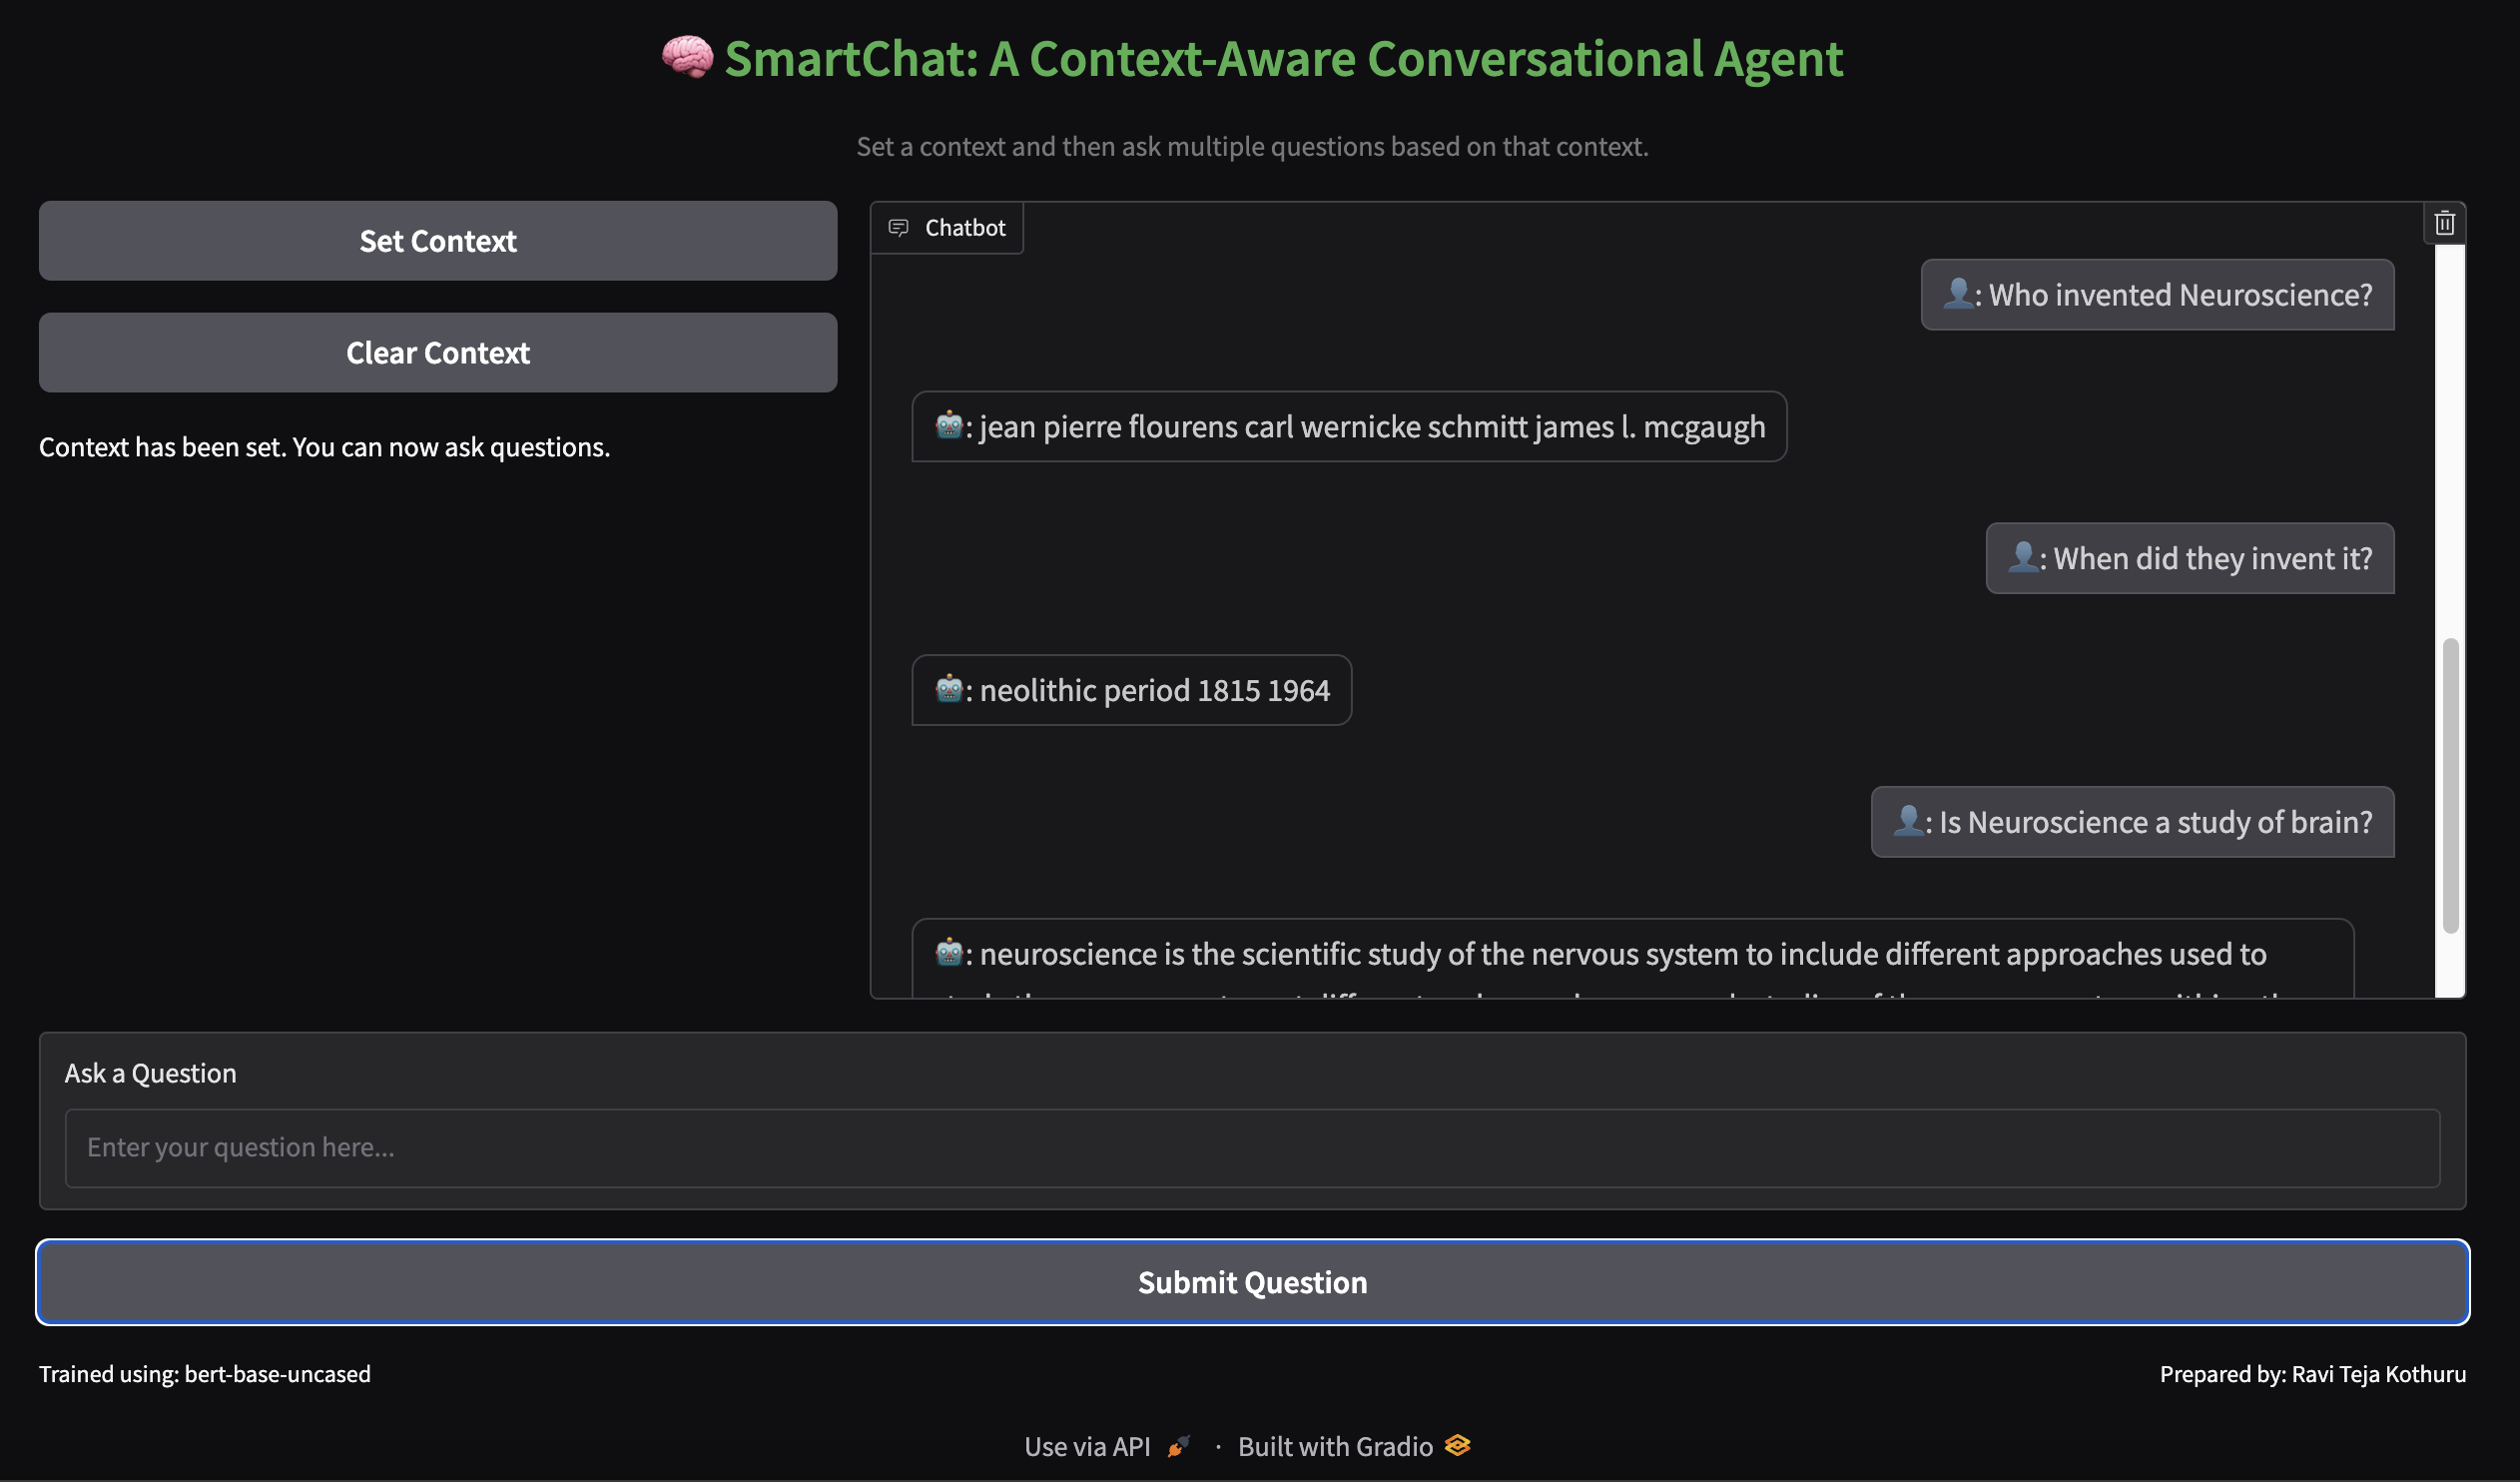 SmartChat: A Context-Aware Conversational Agent
Set a context and then ask multiple questions based on that context.
Set Context
Clear Context
Context has been set. You can now ask questions.
Chatbot
: Who invented Neuroscience?
: jean pierre flourens carl wernicke schmitt james l. mcgaugh
: When did they invent it?
: neolithic period 1815 1964
: Is Neuroscience a study of brain?
: neuroscience is the scientific study of the nervous system to include different approaches used to
Ask a Question
Enter your question here...
Submit Question
Trained using: bert-base-uncased
Prepared by: Ravi Teja Kothuru
Use via API · Built with Gradio